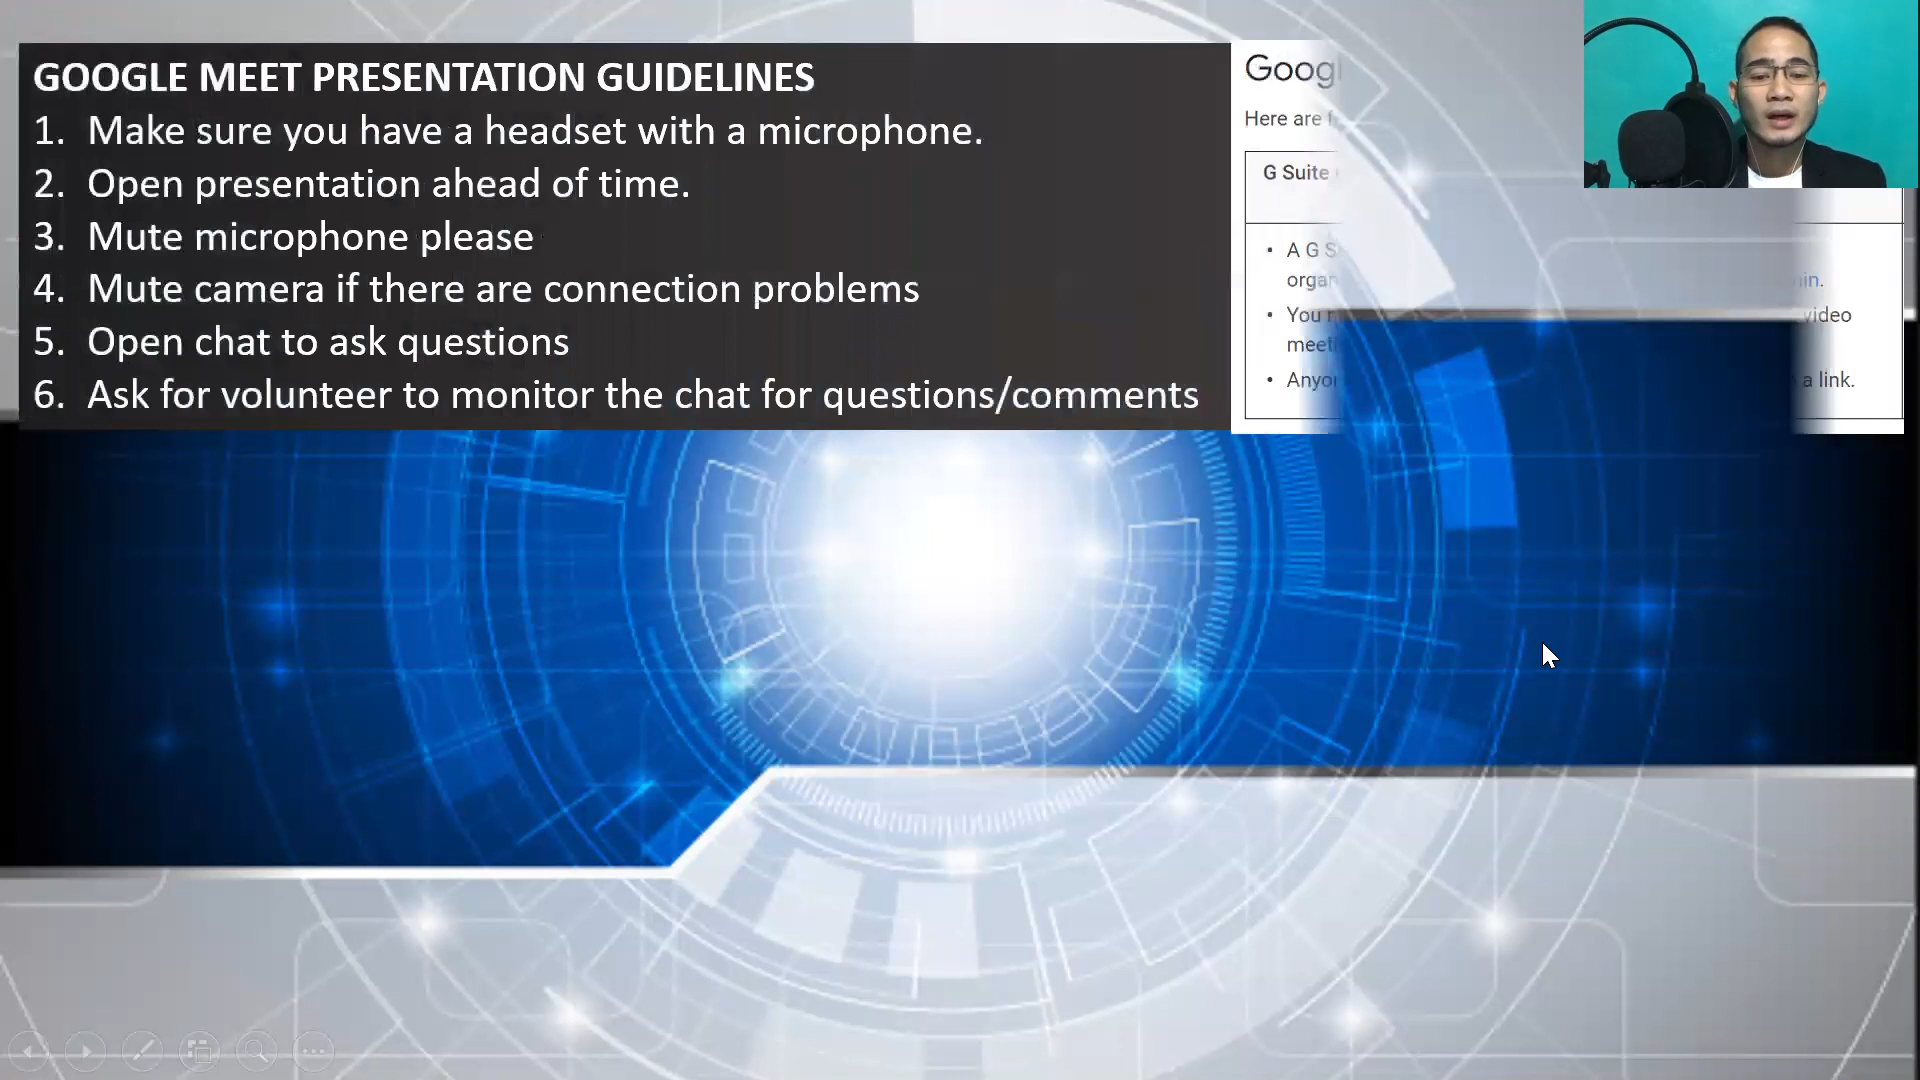 GOOGLE MEET PRESENTATION GUIDELINES
1. Make sure you have a headset with a microphone.
2. Open presentation ahead of time.
3. Mute microphone please
4. Mute camera if there are connection problems
5. Open chat to ask questions
6. Ask for volunteer to monitor the chat for questions/comments
Here are
G Suite
• A G
• You video
• a link.